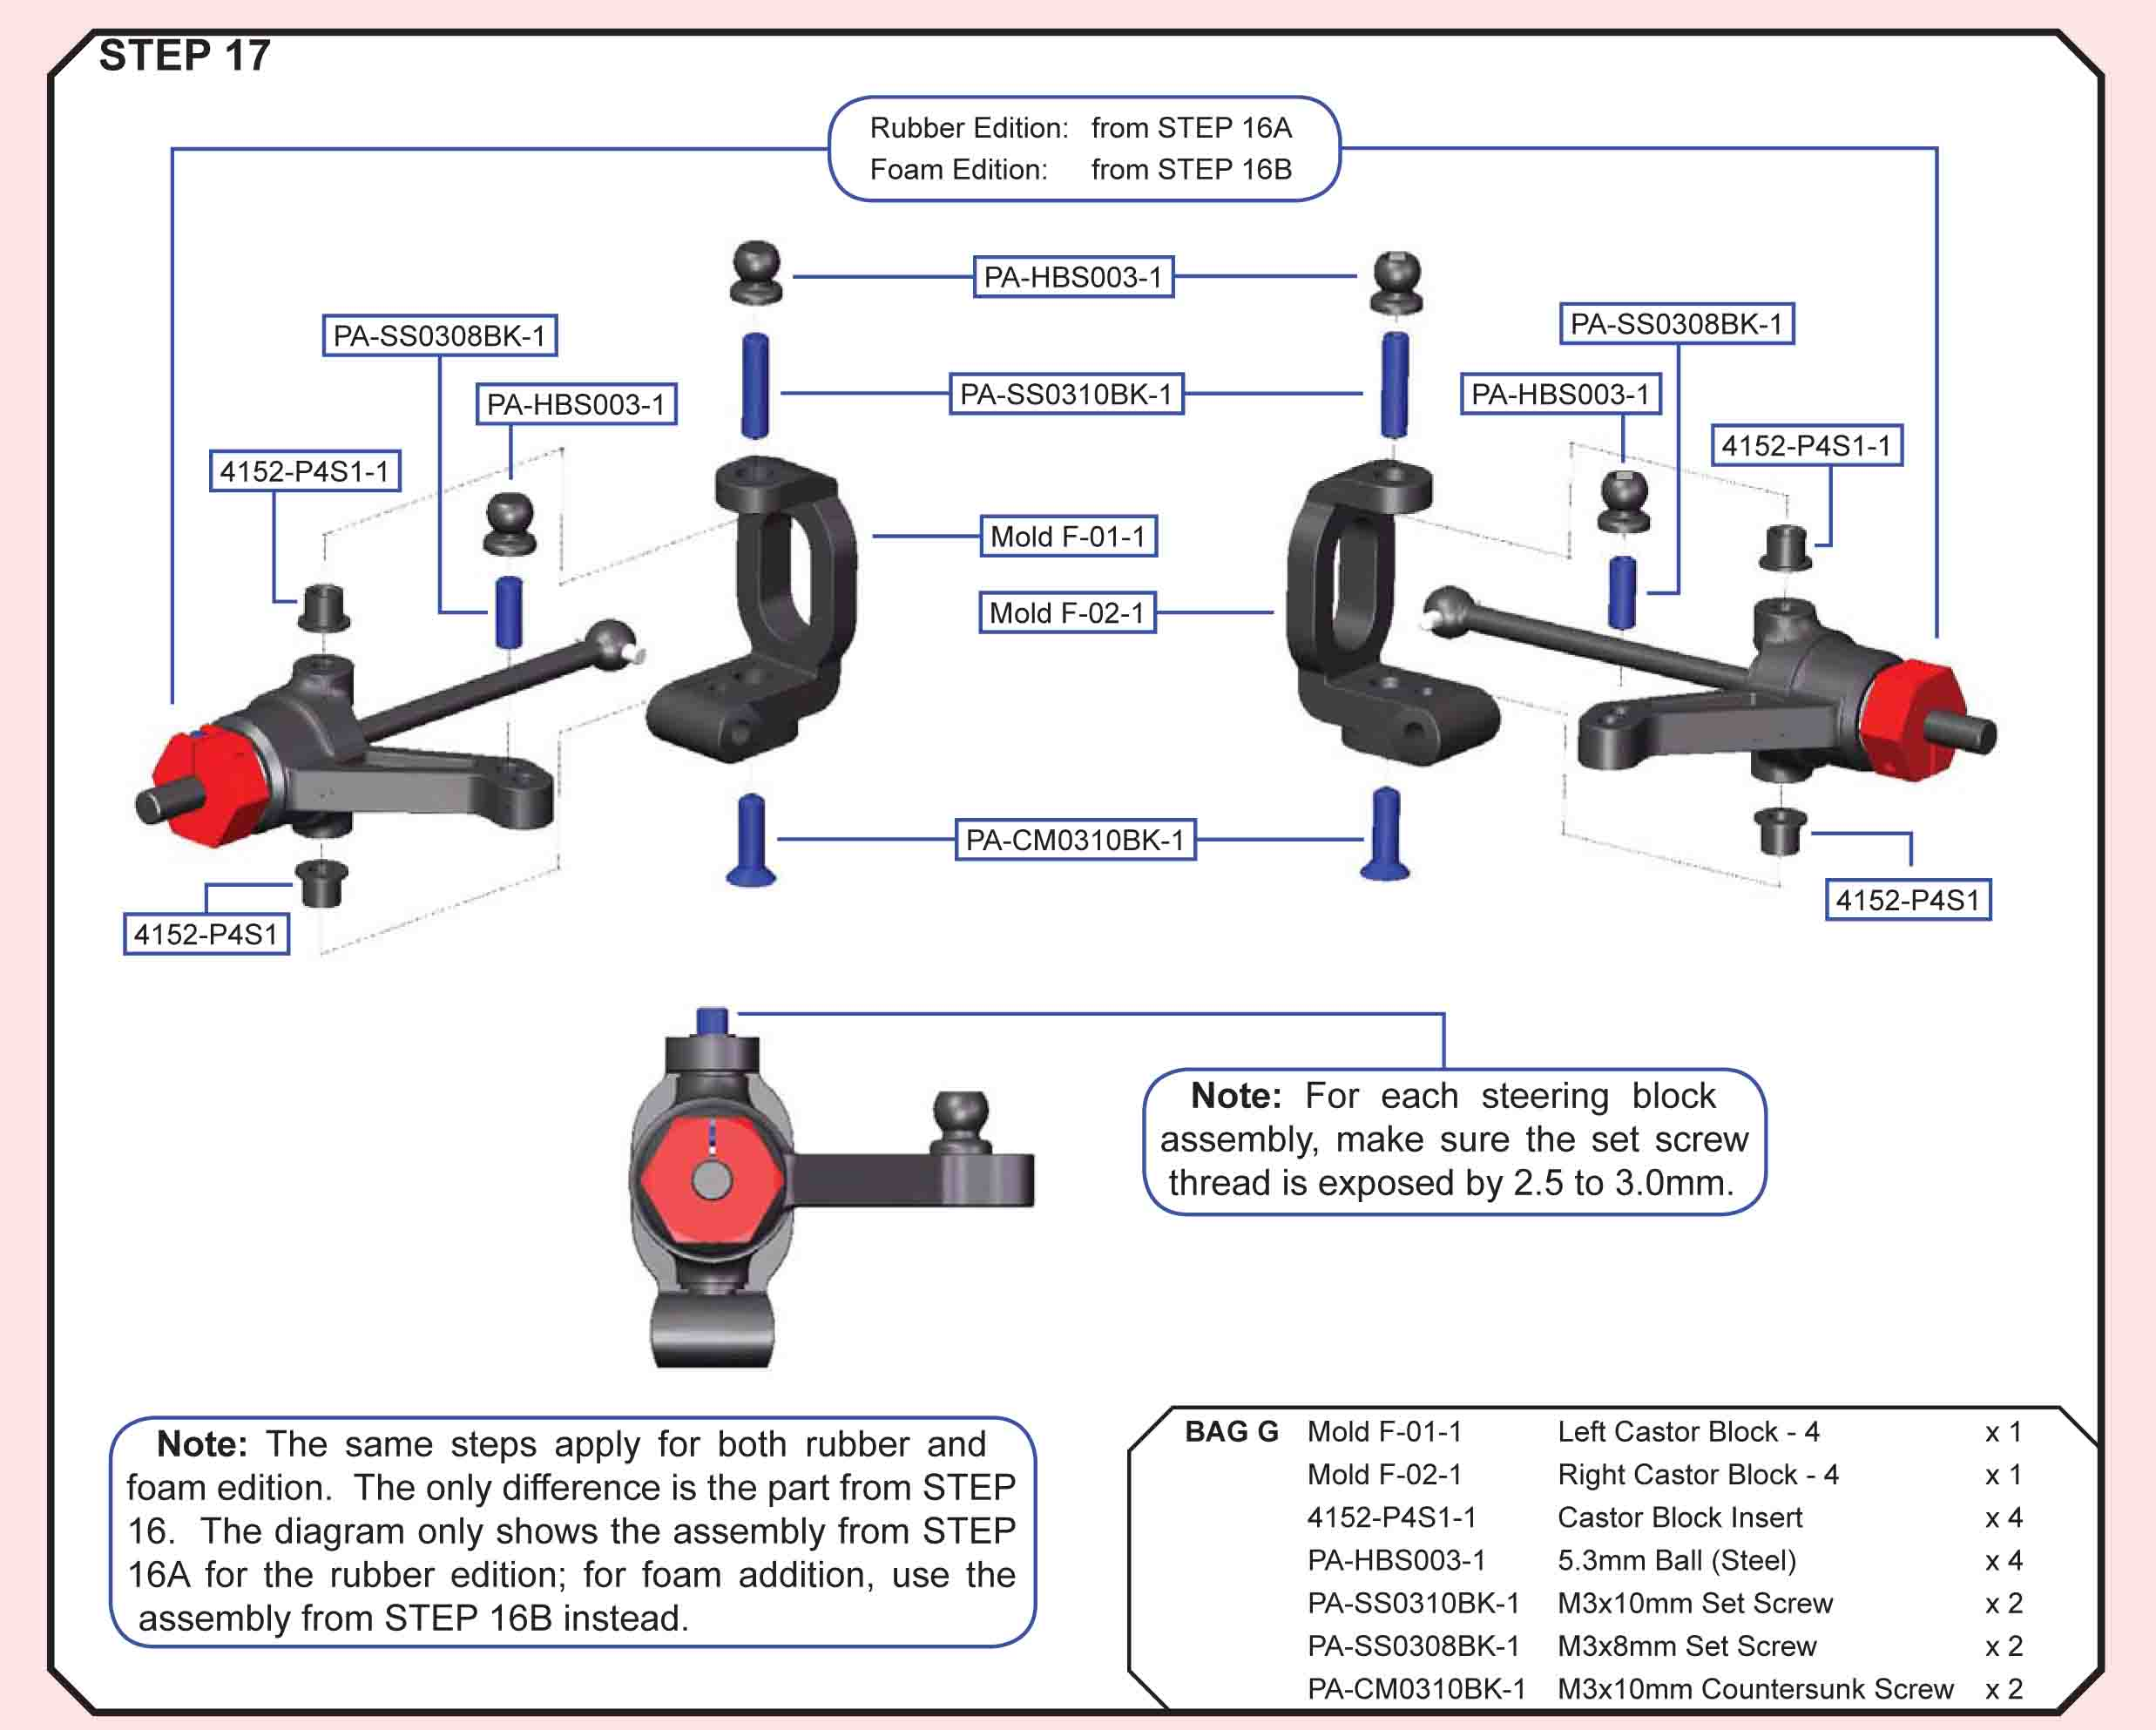 STEP 17
Rubber Edition: from STEP 16A
Foam Edition: from STEP 16B
PA-HBS003-1
PA-SS0308BK-1
PA-SS0308BK-1
PA-HBS003-1
PA-SS0310BK-1
PA-HBS003-1
4152-P4S1-1
4152-P4S1-1
Mold F-01-1
Mold F-02-1
PA-CM0310BK-1
4152-P4S1
4152-P4S1
Note: For each steering block
assembly, make sure the set screw
thread is exposed by 2.5 to 3.0mm.
Note: The same steps apply for both rubber and
foam edition. The only difference is the part from STEP
16. The diagram only shows the assembly from STEP
16A for the rubber edition; for foam addition, use the
assembly from STEP 16B instead.
BAG G Mold F-01-1 Left Castor Block - 4 x 1
Mold F-02-1 Right Castor Block - 4 x 1
4152-P4S1-1 Castor Block Insert x 4
PA-HBS003-1 5.3mm Ball (Steel) x 4
PA-SS0310BK-1 M3x10mm Set Screw x 2
PA-SS0308BK-1 M3x8mm Set Screw x 2
PA-CM0310BK-1 M3x10mm Countersunk Screw x 2